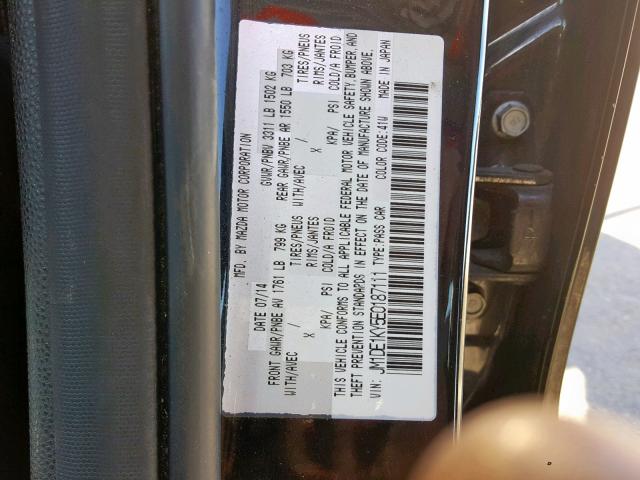 MFD. BY MAZDA MOTOR CORPORATION
DATE 07/14 GVWR/PNBV 3311 LB 1502 KG
FRONT GAWR/PNBE AV 1761 LB 799 KG REAR GAWR/PNBE AR 1550 LB 703 KG
WITH/AVEC TIRES/PNEUS WITH/AVEC TIRES/PNEUS
X RIMS/JANTES X RIMS/JANTES
KPA/ PSI COLD/A FROID KPA/ PSI COLD/A FROID
THIS VEHICLE CONFORMS TO ALL APPLICABLE FEDERAL MOTOR VEHICLE SAFETY, BUMPER, AND
THEFT PREVENTION STANDARDS IN EFFECT ON THE DATE OF MANUFACTURE SHOWN ABOVE.
VIN: JM1DE1KY5E0187111 TYPE:PASS CAR COLOR CODE:41W MADE IN JAPAN